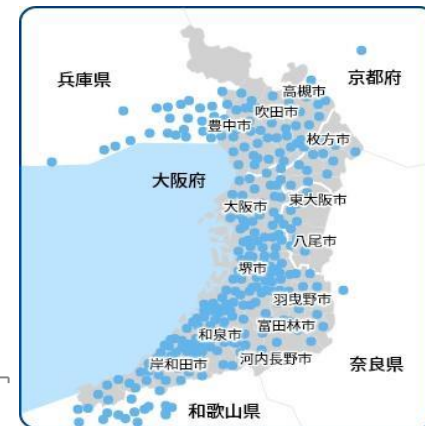 高槻市
京都府
兵庫県
吹田市
豊中市
枚方市
大阪府
東大阪市
大阪市
八尾市
堺市
羽曳野市
富田林市
和泉市
河内長野市
岸和田市
奈良県
和歌山県